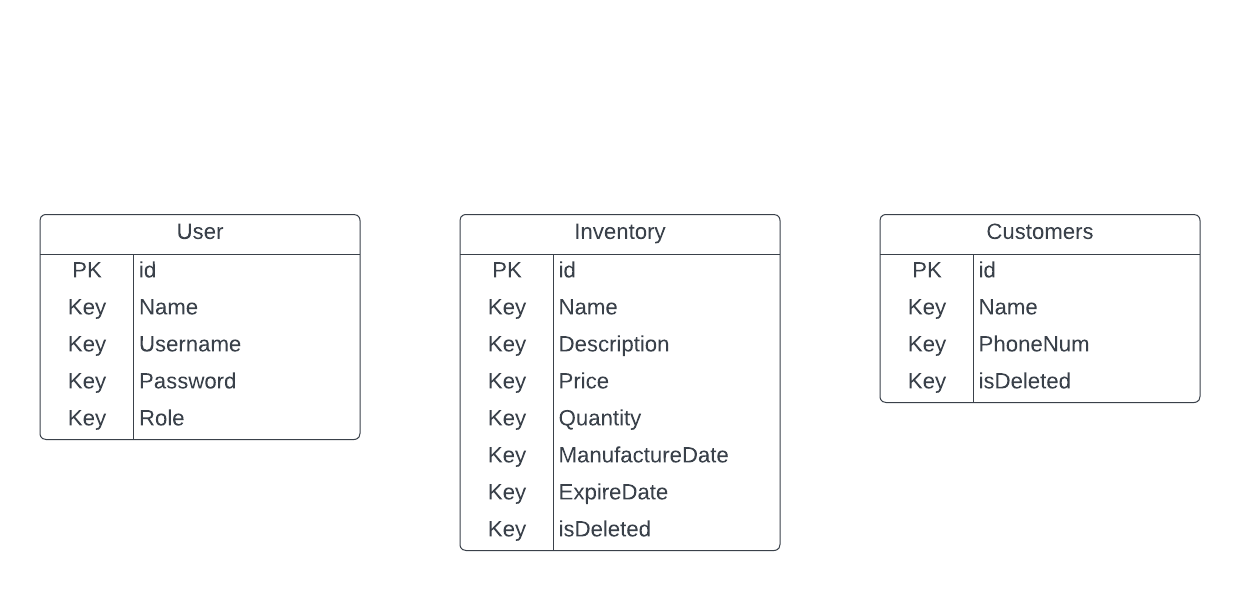 User
PK id
Key Name
Key Username
Key Password
Key Role
Inventory
PK id
Key Name
Key Description
Key Price
Key Quantity
Key ManufactureDate
Key ExpireDate
Key isDeleted
Customers
PK id
Key Name
Key PhoneNum
Key isDeleted